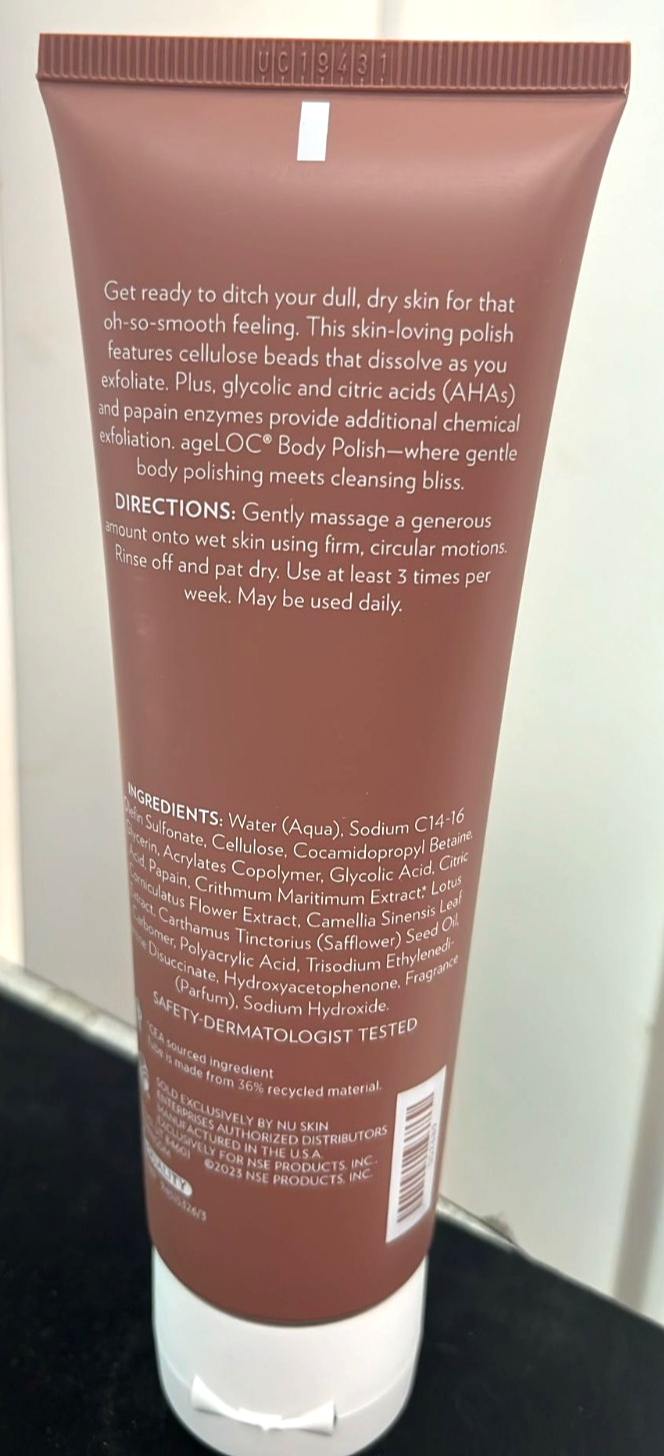 UC19431
Get ready to ditch your dull, dry skin for that
oh-so-smooth feeling. This skin-loving polish
features cellulose beads that dissolve as you
exfoliate. Plus, glycolic and citric acids (AHAs)
and papain enzymes provide additional chemical
exfoliation. ageLOC® Body Polish—where gentle
body polishing meets cleansing bliss.
DIRECTIONS: Gently massage a generous
amount onto wet skin using firm, circular motions.
Rinse off and pat dry. Use at least 3 times per
week. May be used daily.
INGREDIENTS: Water (Aqua), Sodium C14-16
Olefin Sulfonate, Cellulose, Cocamidopropyl Betaine,
Glycerin, Acrylates Copolymer, Glycolic Acid, Citric
Acid, Papain, Crithmum Maritimum Extract,* Lotus
Corniculatus Flower Extract, Camellia Sinensis Leaf
Extract, Carthamus Tinctorius (Safflower) Seed Oil,
Carbomer, Polyacrylic Acid, Trisodium Ethylenedi-
Disuccinate, Hydroxyacetophenone, Fragrance
(Parfum), Sodium Hydroxide.
SAFETY-DERMATOLOGIST TESTED
*SEA sourced ingredient
Tube is made from 36% recycled material.
SOLD EXCLUSIVELY BY NU SKIN
ENTERPRISES AUTHORIZED DISTRIBUTORS
MANUFACTURED IN THE U.S.A.
EXCLUSIVELY FOR NSE PRODUCTS, INC.
84601 ©2023 NSE PRODUCTS, INC.